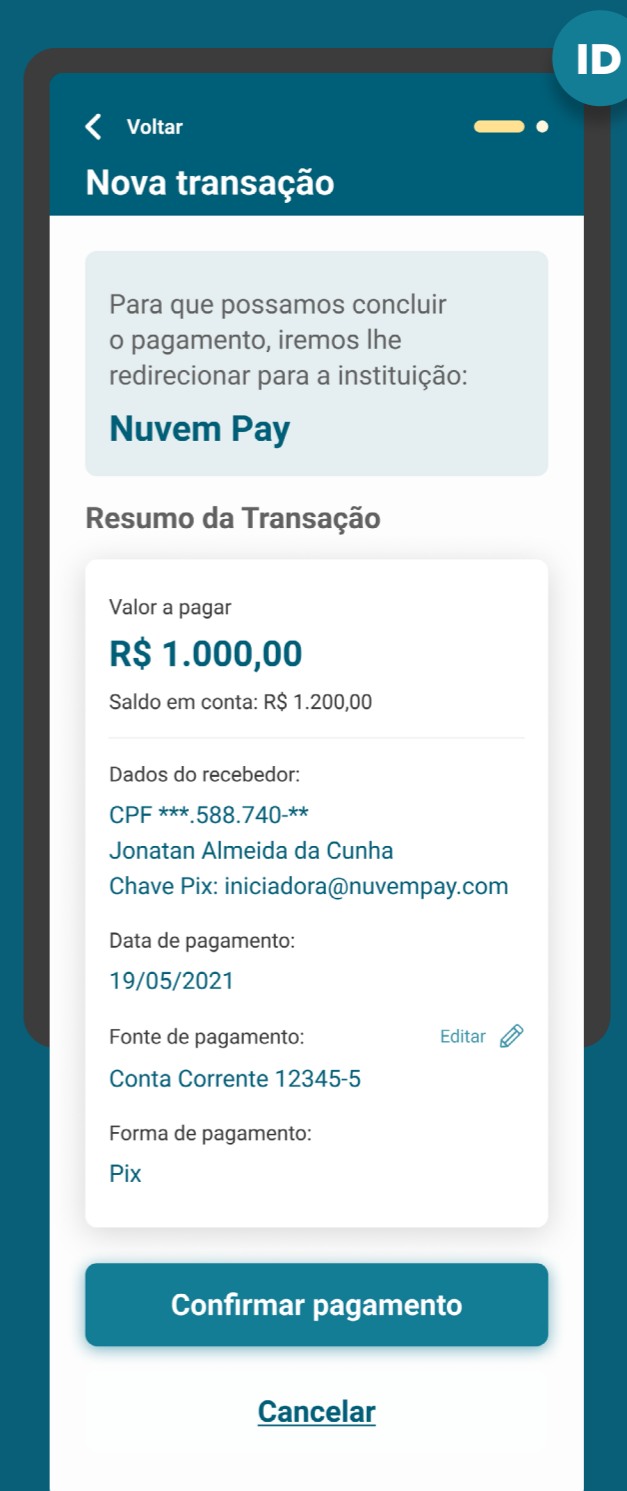 ID
Voltar
Nova transação
Para que possamos concluir
o pagamento, iremos lhe
redirecionar para a instituição:
Nuvem Pay
Resumo da Transação
Valor a pagar
R$ 1.000,00
Saldo em conta: R$ 1.200,00
Dados do recebedor:
CPF ***.588.740-**
Jonatan Almeida da Cunha
Chave Pix: iniciadora@nuvempay.com
Data de pagamento:
19/05/2021
Fonte de pagamento: Editar
Conta Corrente 12345-5
Forma de pagamento:
Pix
Confirmar pagamento
Cancelar